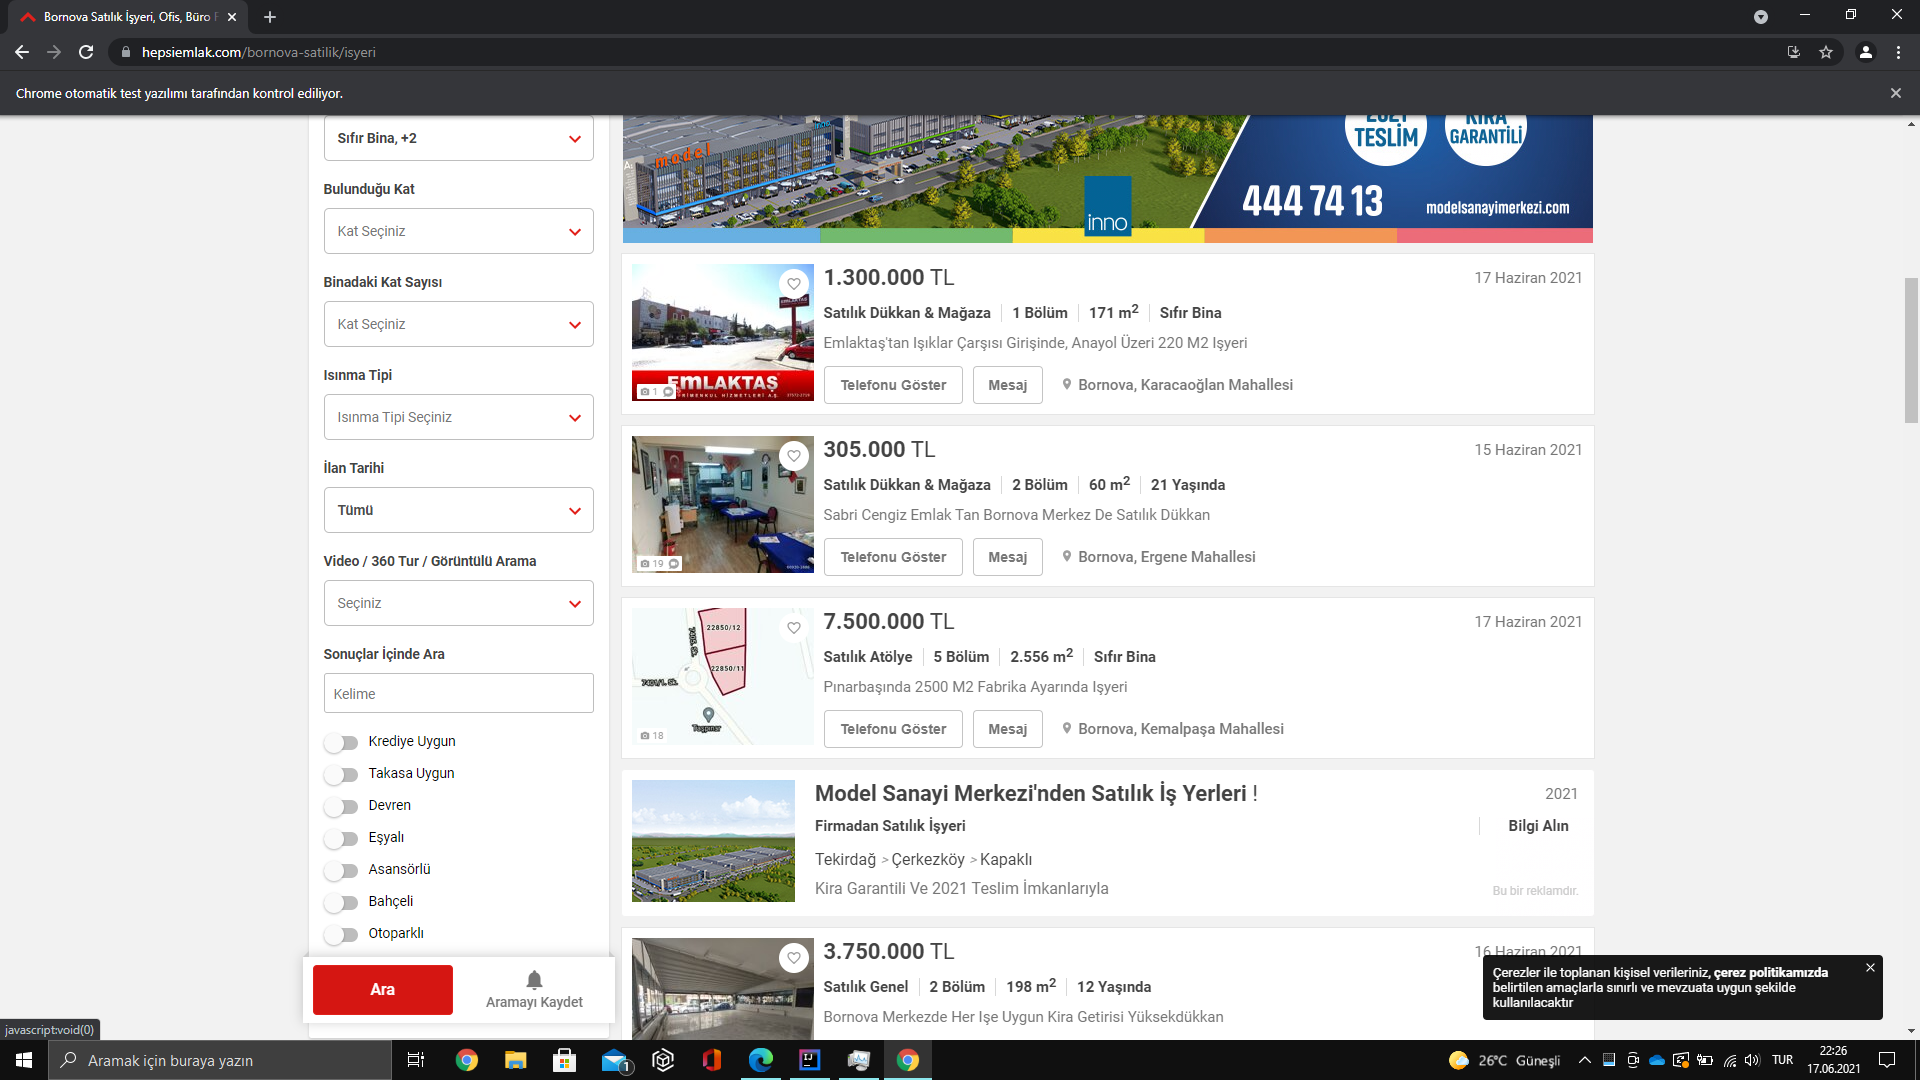 Bornova Satılık İşyeri, Ofis, Büro F
hepsiemlak.com/bornova-satilik/isyeri
Chrome otomatik test yazılımı tarafından kontrol ediliyor.
Sıfır Bina, +2
Bulunduğu Kat
Kat Seçiniz
Binadaki Kat Sayısı
Kat Seçiniz
Isınma Tipi
Isınma Tipi Seçiniz
İlan Tarihi
Tümü
Video / 360 Tur / Görüntülü Arama
Seçiniz
Sonuçlar İçinde Ara
Kelime
Krediye Uygun
Takasa Uygun
Devren
Eşyalı
Asansörlü
Bahçeli
Otoparklı
Ara
Aramayı Kaydet
model
inno
TESLİM
KİRA
GARANTİLİ
444 74 13
modelsanayimerkezi.com
1.300.000 TL
17 Haziran 2021
Satılık Dükkan & Mağaza 1 Bölüm 171 m2 Sıfır Bina
Emlaktaş'tan Işıklar Çarşısı Girişinde, Anayol Üzeri 220 M2 Işyeri
Telefonu Göster Mesaj Bornova, Karacaoğlan Mahallesi
EMLAKTAŞ
1
305.000 TL
15 Haziran 2021
Satılık Dükkan & Mağaza 2 Bölüm 60 m2 21 Yaşında
Sabri Cengiz Emlak Tan Bornova Merkez De Satılık Dükkan
Telefonu Göster Mesaj Bornova, Ergene Mahallesi
19
7.500.000 TL
17 Haziran 2021
Satılık Atölye 5 Bölüm 2.556 m2 Sıfır Bina
Pınarbaşında 2500 M2 Fabrika Ayarında Işyeri
Telefonu Göster Mesaj Bornova, Kemalpaşa Mahallesi
22850/12
22850/11
7401/1. Sk.
Taşpınar
18
Model Sanayi Merkezi'nden Satılık İş Yerleri !
2021
Firmadan Satılık İşyeri
Bilgi Alın
Tekirdağ > Çerkezköy > Kapaklı
Kira Garantili Ve 2021 Teslim İmkanlarıyla
Bu bir reklamdır.
3.750.000 TL
16 Haziran 2021
Satılık Genel 2 Bölüm 198 m2 12 Yaşında
Bornova Merkezde Her Işe Uygun Kira Getirisi Yüksekdükkan
Çerezler ile toplanan kişisel verileriniz, çerez politikamızda
belirtilen amaçlarla sınırlı ve mevzuata uygun şekilde
kullanılacaktır
javascript:void(0)
Aramak için buraya yazın
1
26°C Güneşli
TUR
22:26
17.06.2021